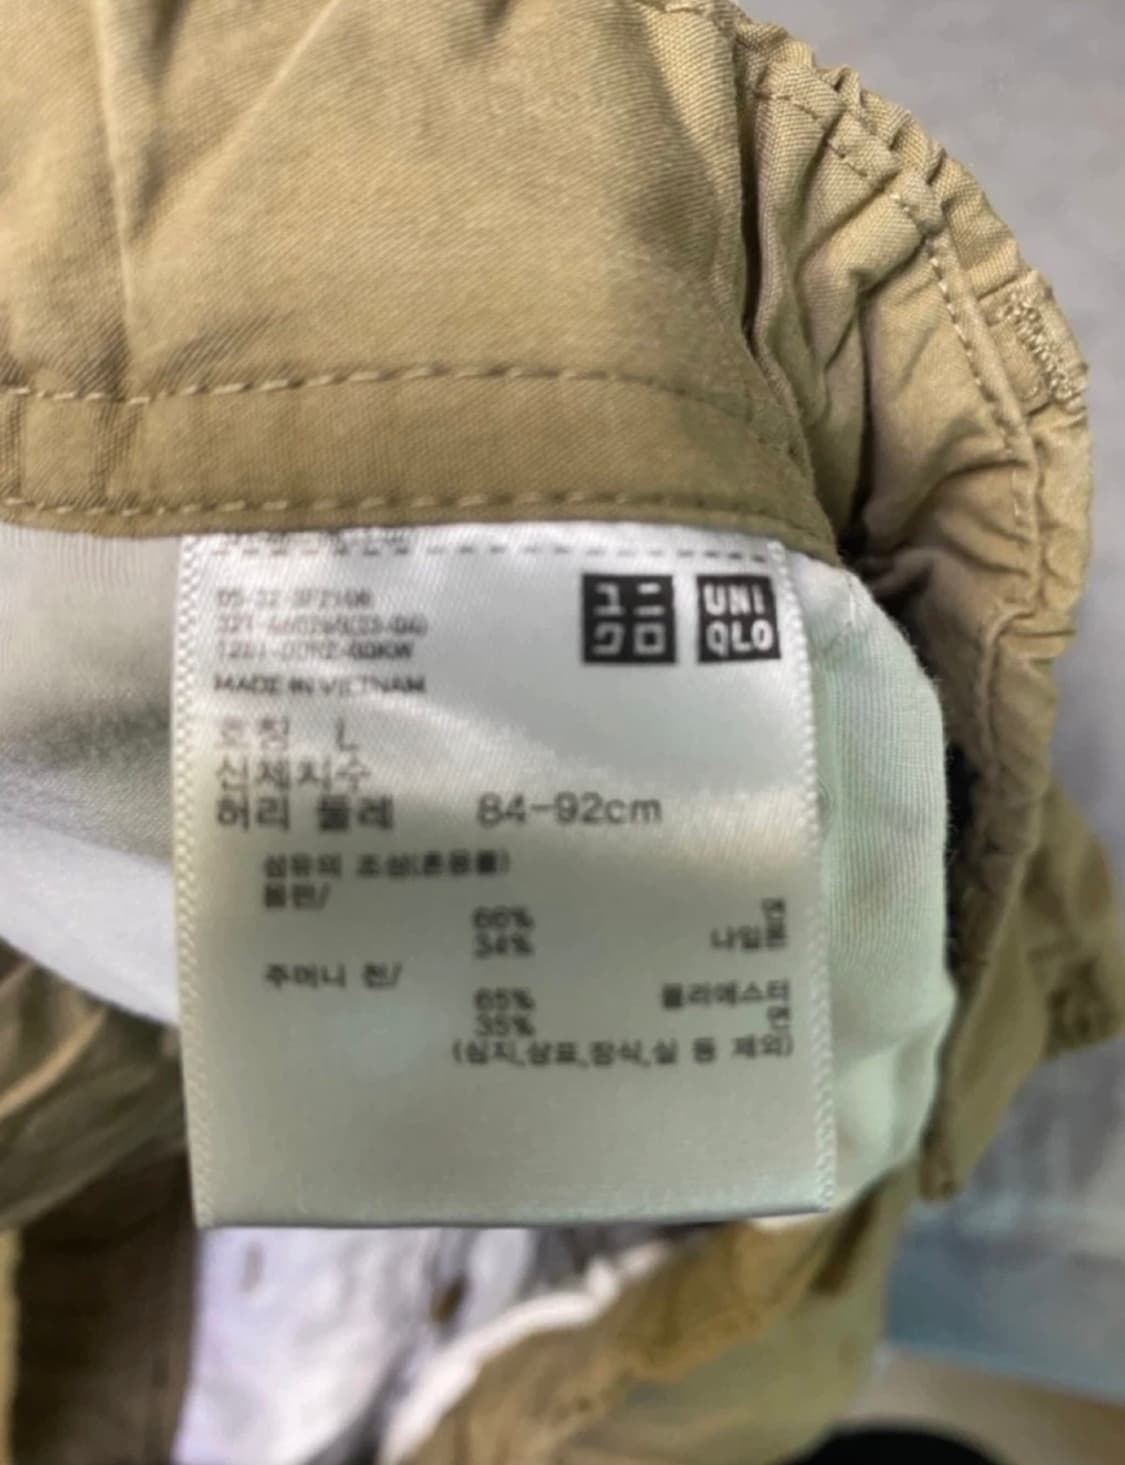 ユニ
クロ
UNI
QLO
MADE IN VIETNAM
호칭 L
신체치수
허리 둘레 84-92cm
섬유의 조성(혼용률)
몸판/
66% 면
34% 나일론
주머니 천/
65% 폴리에스터
35% 면
(심지,상표,장식,실 등 제외)